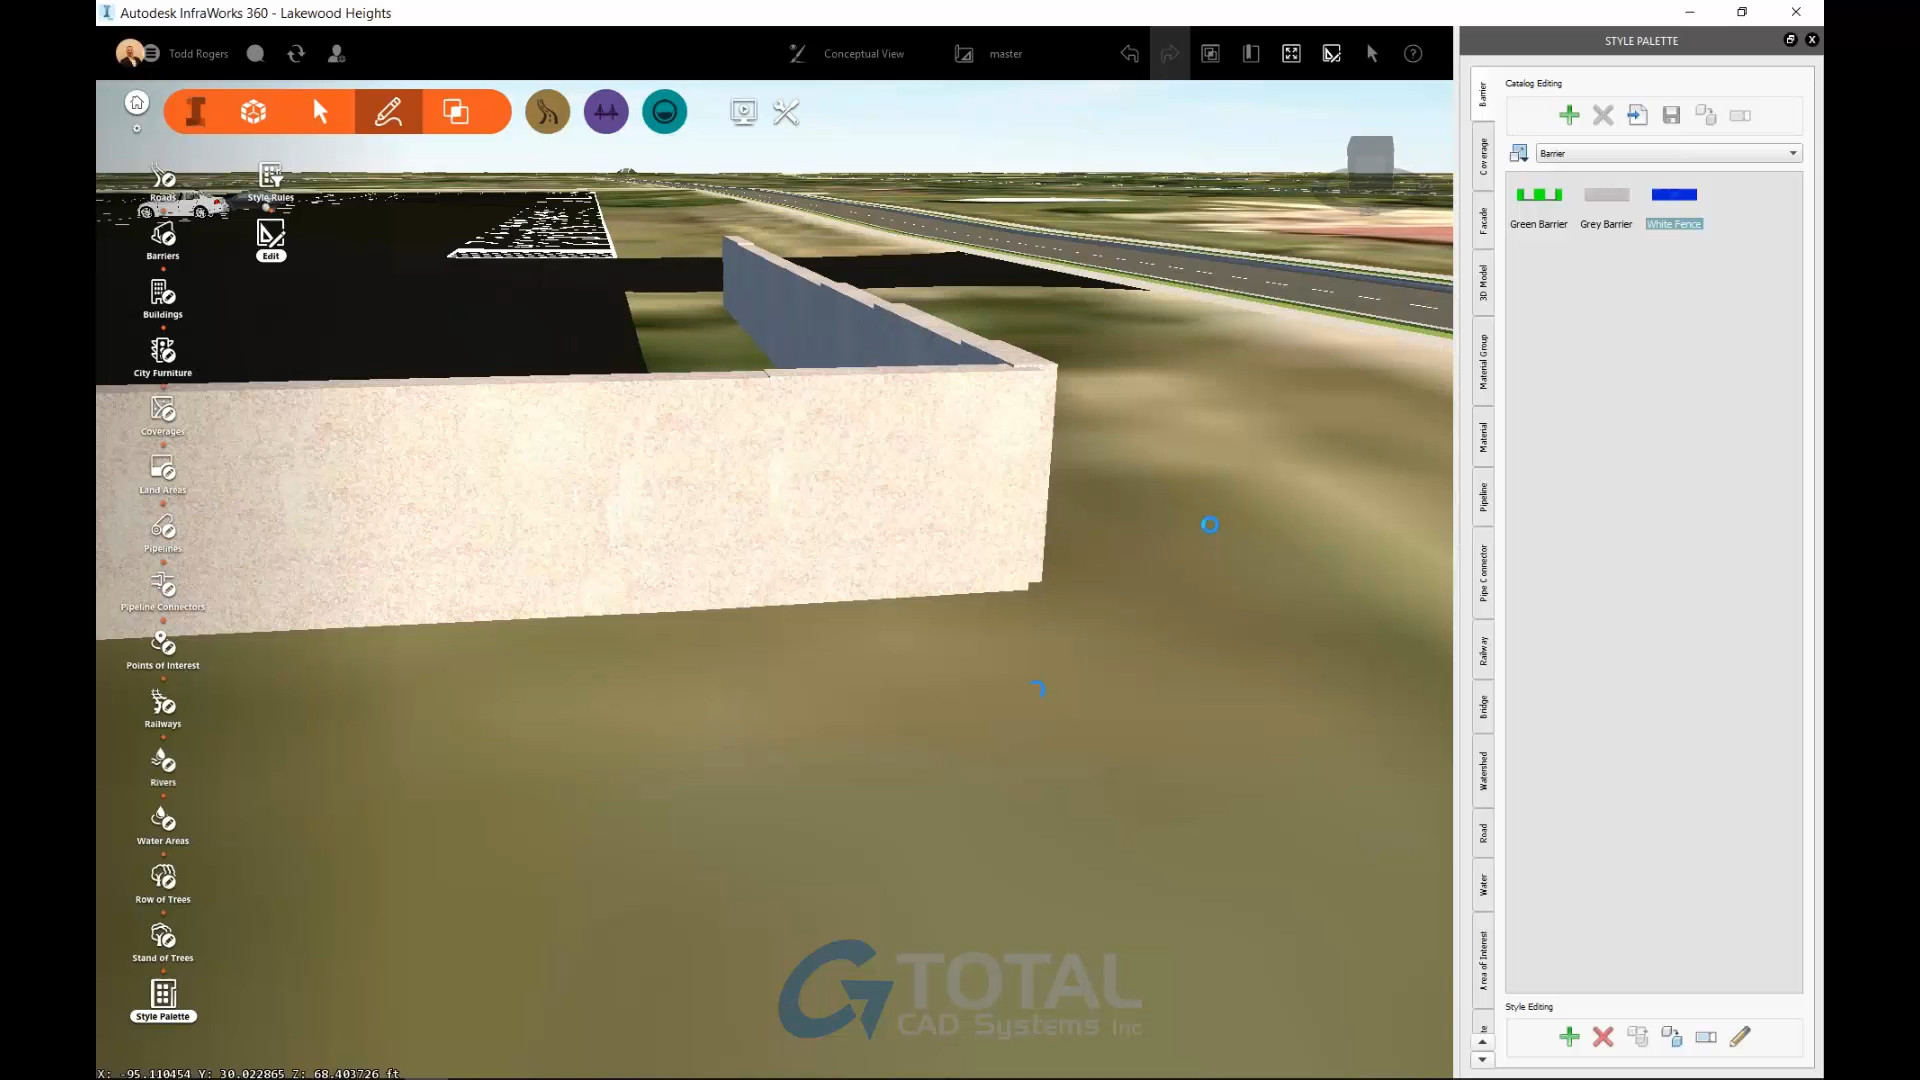 Autodesk InfraWorks 360 - Lakewood Heights
Todd Rogers
Conceptual View
master
STYLE PALETTE
Catalog Editing
Barrier
Green Barrier
Grey Barrier
White Fence
Barrier
Coverage
Facade
3D Model
Material Group
Material
Pipeline
Pipe Connector
Railway
Bridge
Watershed
Road
Water
Area of Interest
Style Editing
Roads
Style Rules
Barriers
Edit
Buildings
City Furniture
Coverages
Land Areas
Pipelines
Pipeline Connectors
Points of Interest
Railways
Rivers
Water Areas
Row of Trees
Stand of Trees
Style Palette
TOTAL
CAD Systems Inc
X: -95.110454 Y: 30.022865 Z: 68.403726 ft